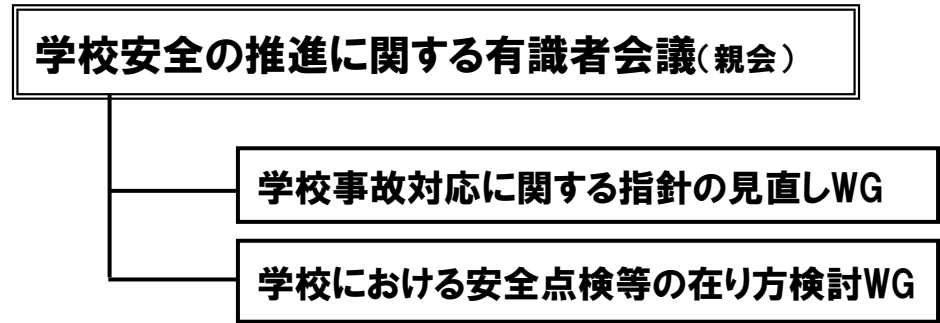 学校安全の推進に関する有識者会議(親会)
学校事故対応に関する指針の見直しWG
学校における安全点検等の在り方検討WG